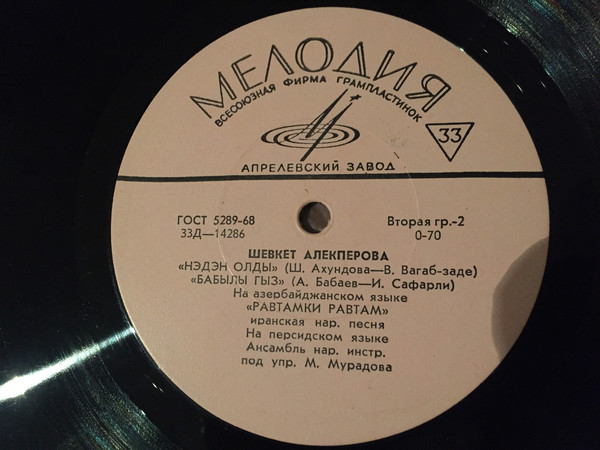 МЕЛОДИЯ
ВСЕСОЮЗНАЯ ФИРМА ГРАМПЛАСТИНОК
33
АПРЕЛЕВСКИЙ ЗАВОД
ГОСТ 5289-68
Вторая гр.-2
33Д—14286
0-70
ШЕВКЕТ АЛЕКПЕРОВА
«НЭДЭН ОЛДЫ» (Ш. Ахундова—В. Вагаб-заде)
«БАБЫЛЫ ГЫЗ» (А. Бабаев—И. Сафарли)
На азербайджанском языке
«РАВТАМКИ РАВТАМ»
иранская нар. песня
На персидском языке
Ансамбль нар. инстр.
под упр. М. Мурадова